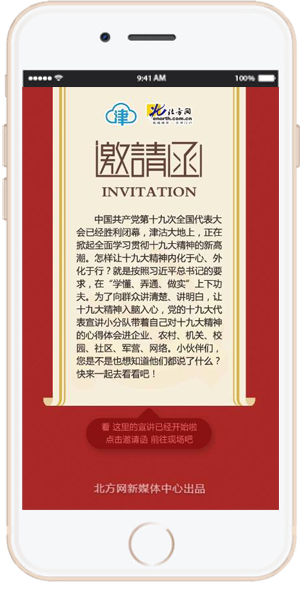 9:41 AM 100%
津 北方网
enorth.com.cn
邀請函
INVITATION
中国共产党第十九次全国代表大
会已经胜利闭幕，津沽大地上，正在
掀起全面学习贯彻十九大精神的新高
潮。怎样让十九大精神内化于心、外
化于行？就是按照习近平总书记的要
求，在“学懂、弄通、做实”上下功
夫。为了向群众讲清楚、讲明白，让
十九大精神入脑入心，党的十九大代
表宣讲小分队带着自己对十九大精神
的心得体会进企业、农村、机关、校
园、社区、军营、网络。小伙伴们，
您是不是也想知道他们都说了什么？
快来一起去看看吧！
看 这里的宣讲已经开始啦
点击邀请函 前往现场吧
北方网新媒体中心出品